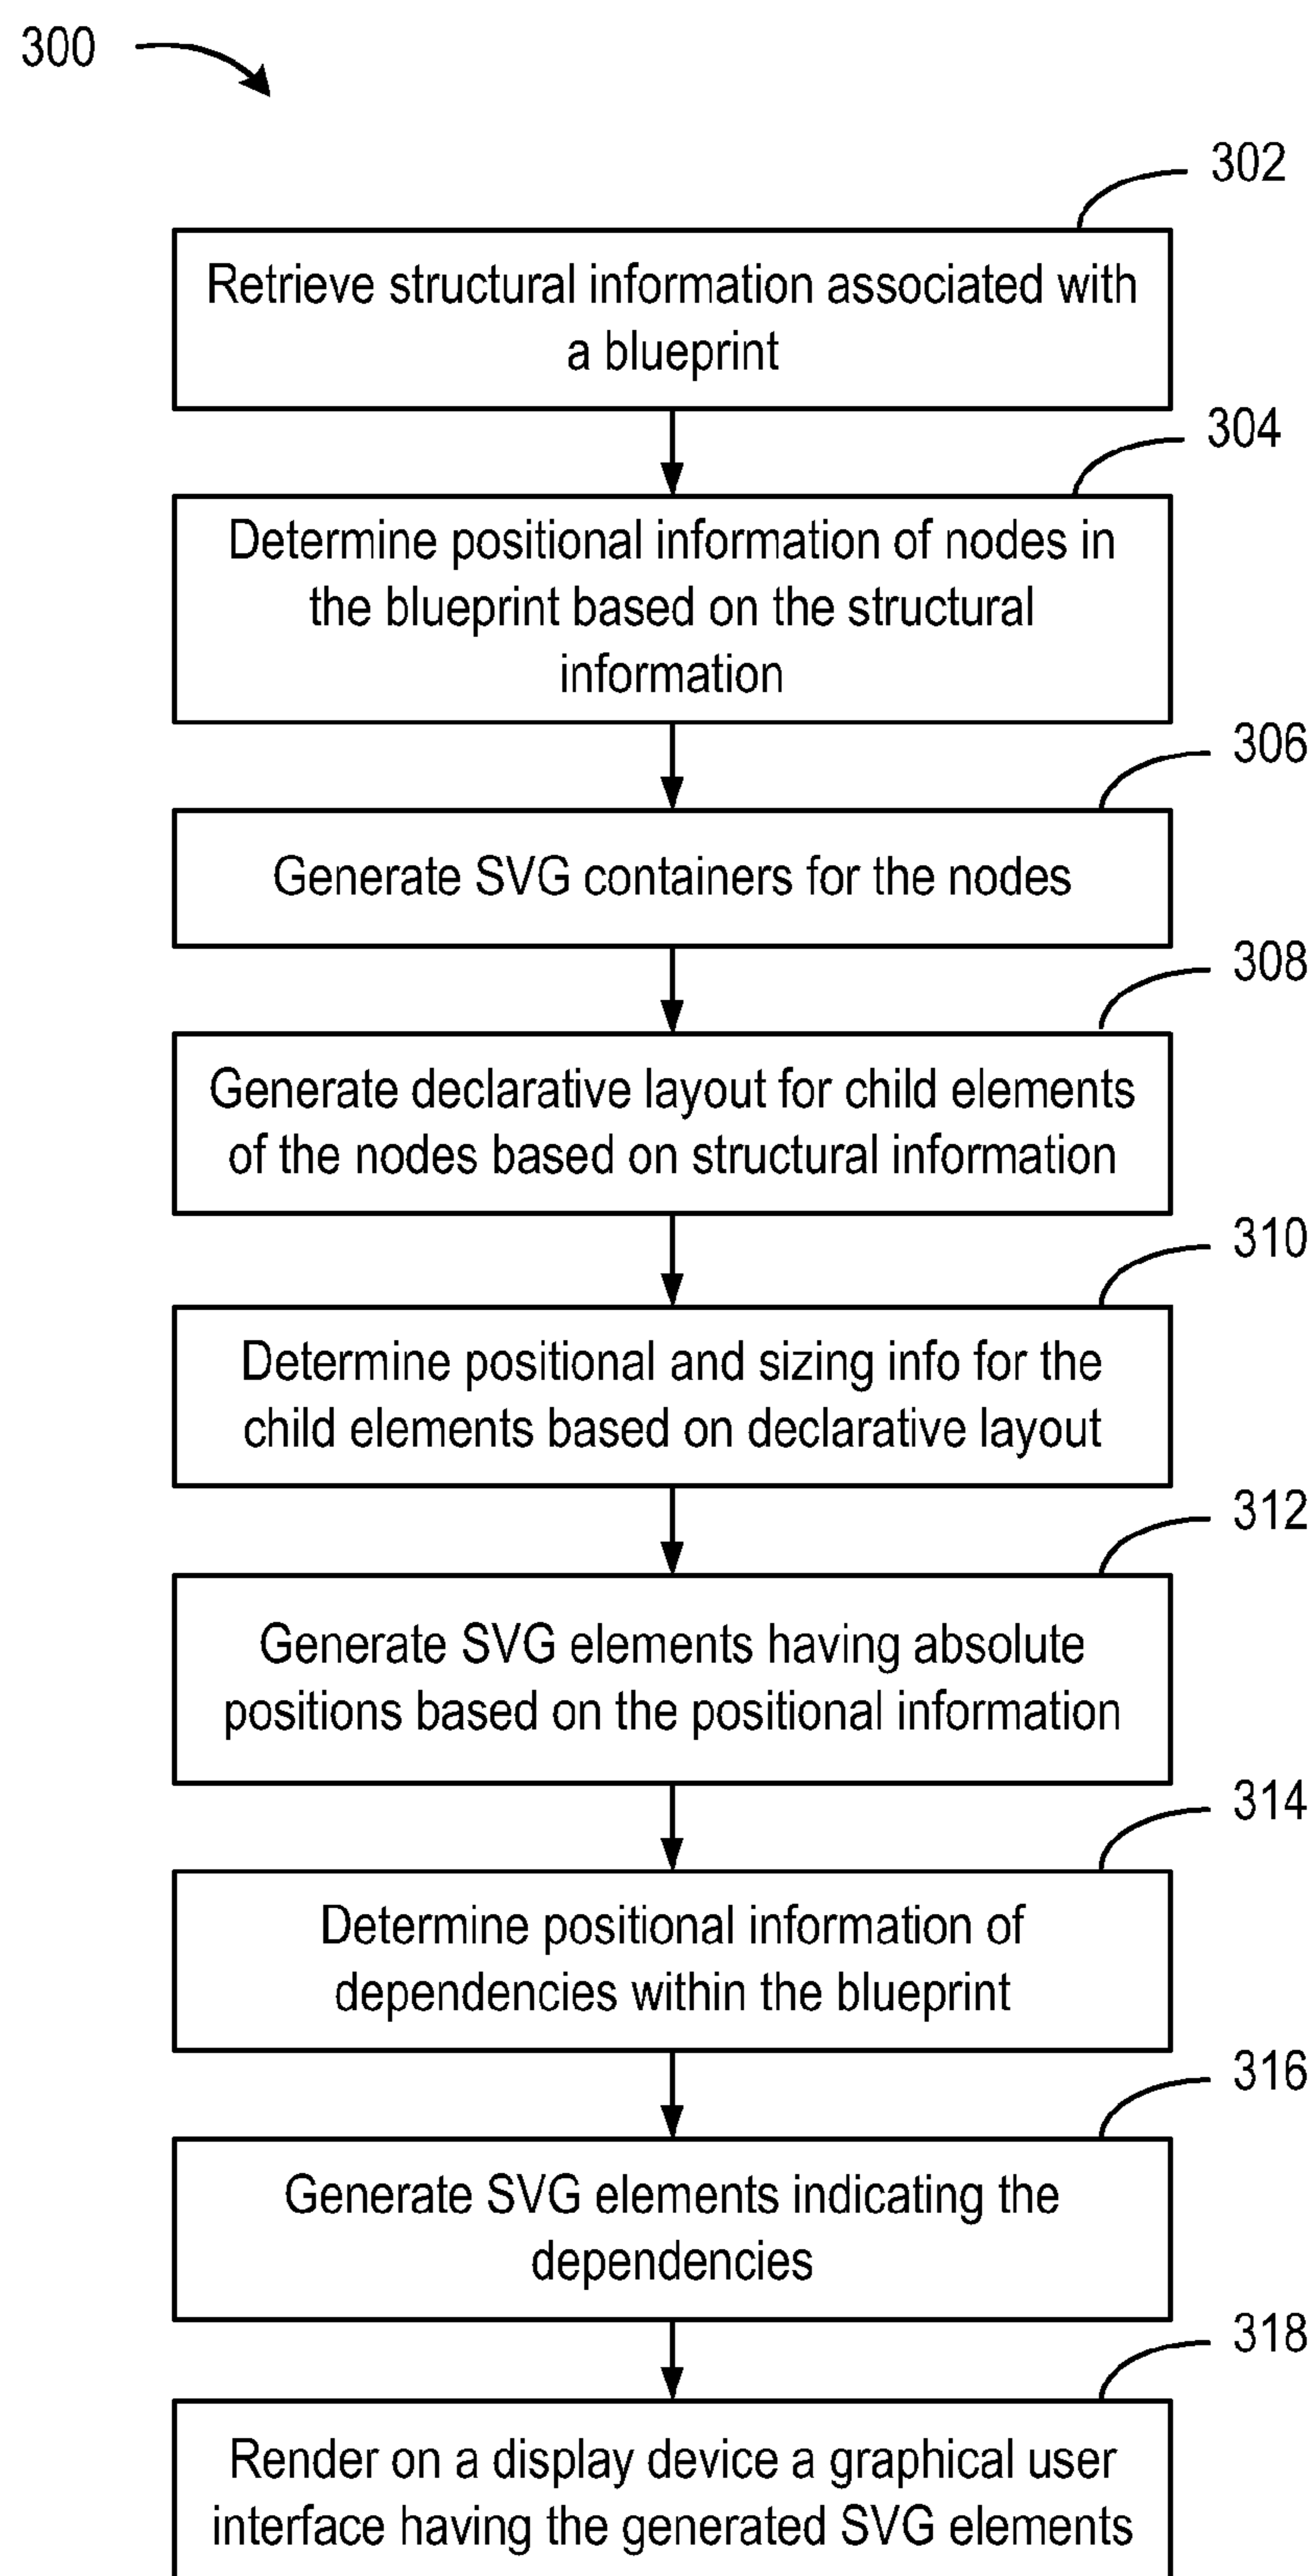 300
302
Retrieve structural information associated with
a blueprint
304
Determine positional information of nodes in
the blueprint based on the structural
information
306
Generate SVG containers for the nodes
308
Generate declarative layout for child elements
of the nodes based on structural information
310
Determine positional and sizing info for the
child elements based on declarative layout
312
Generate SVG elements having absolute
positions based on the positional information
314
Determine positional information of
dependencies within the blueprint
316
Generate SVG elements indicating the
dependencies
318
Render on a display device a graphical user
interface having the generated SVG elements